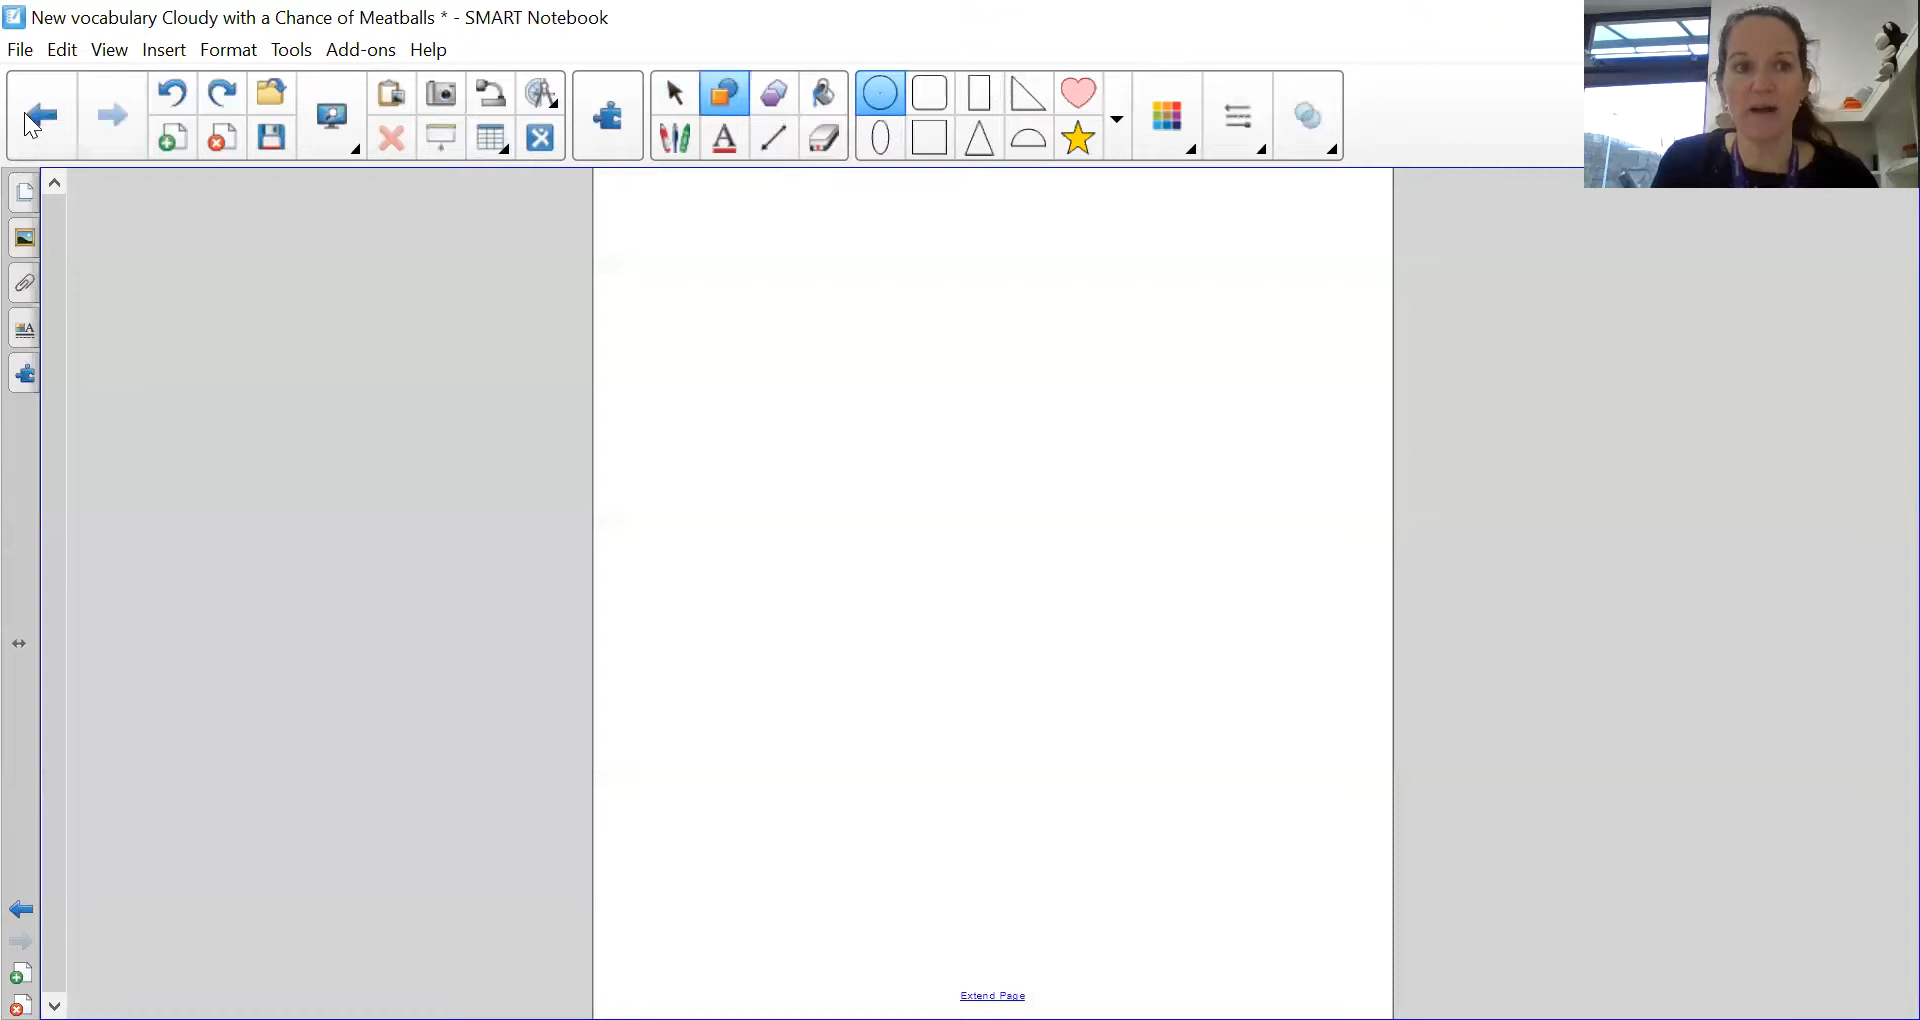 New vocabulary Cloudy with a Chance of Meatballs * - SMART Notebook
File Edit View Insert Format Tools Add-ons Help
Extend Page